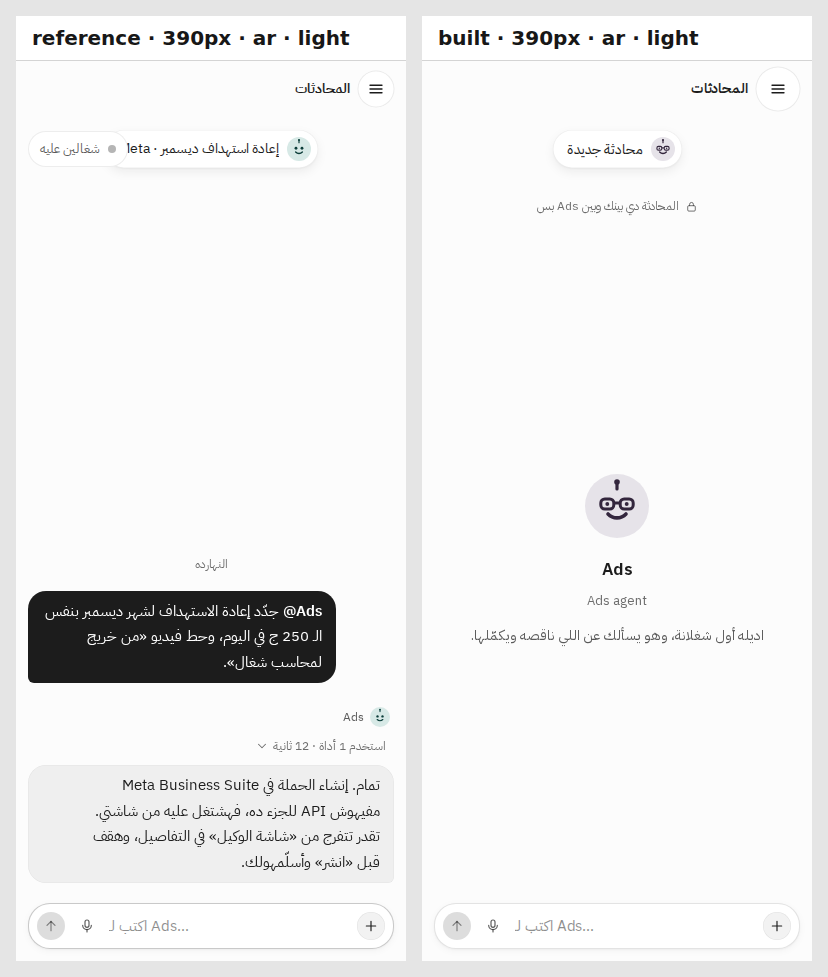 reference · 390px · ar · light
المحادثات
إعادة استهداف ديسمبر · Meta
شغالين عليه
النهارده
@Ads جدّد إعادة الاستهداف لشهر ديسمبر بنفس
الـ 250 ج في اليوم، وحط فيديو «من خريج
لمحاسب شغال».
Ads
استخدم 1 أداة · 12 ثانية
تمام. إنشاء الحملة في Meta Business Suite
مفيهوش API للجزء ده، فهشتغل عليه من شاشتي.
تقدر تتفرج من «شاشة الوكيل» في التفاصيل، وهقف
قبل «انشر» وأسلّمهولك.
اكتب لـ Ads...
built · 390px · ar · light
المحادثات
محادثة جديدة
المحادثة دي بينك وبين Ads بس
Ads
Ads agent
اديله أول شغلانة، وهو يسألك عن اللي ناقصه ويكمّلها.
اكتب لـ Ads...